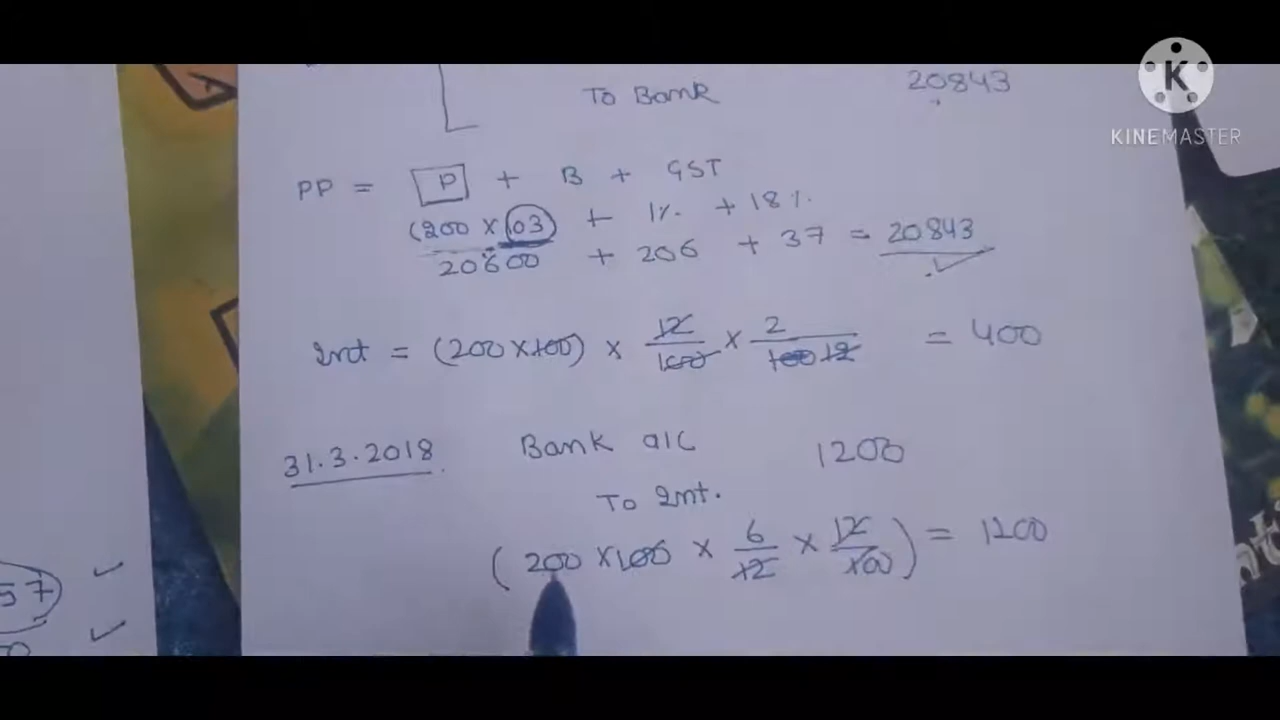 To Bank 20843
KINEMASTER
PP = P + B + GST
(200 × 103 + 1% + 18%
20600 + 206 + 37 = 20843
Int = (200×100) × 12/100 × 2/12 = 400
31.3.2018 Bank a/c 1200
To Int.
(200 ×100 × 6/12 × 12/100) = 1200
57